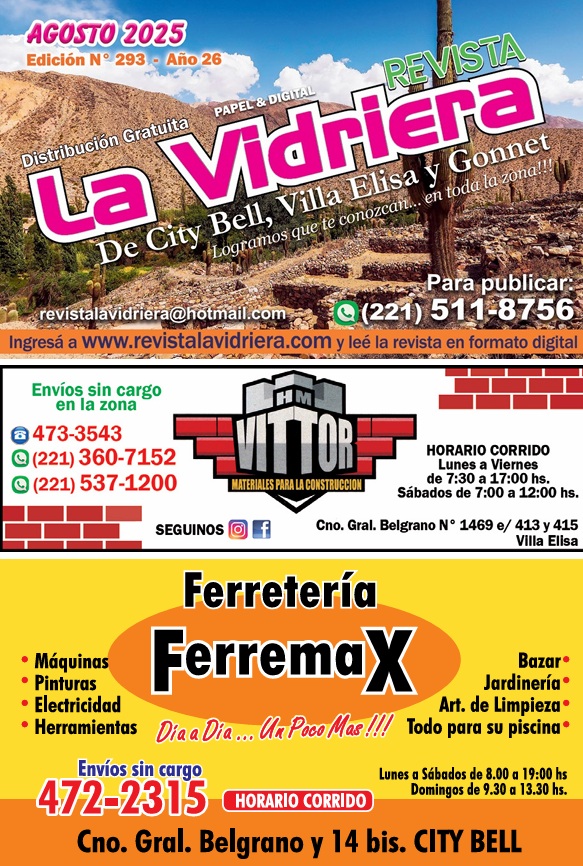 AGOSTO 2025
Edición N° 293 - Año 26
REVISTA
PAPEL & DIGITAL
Distribución Gratuita
La Vidriera
De City Bell, Villa Elisa y Gonnet
Logramos que te conozcan... en toda la zona!!!
Para publicar:
revistalavidriera@hotmail.com
(221) 511-8756
Ingresá a www.revistalavidriera.com y leé la revista en formato digital
Envíos sin cargo
en la zona
473-3543
(221) 360-7152
(221) 537-1200
HM
VITTOR
MATERIALES PARA LA CONSTRUCCION
HORARIO CORRIDO
Lunes a Viernes
de 7:30 a 17:00 hs.
Sábados de 7:00 a 12:00 hs.
SEGUINOS
Cno. Gral. Belgrano N° 1469 e/ 413 y 415
Villa Elisa
Ferretería
FerremaX
• Máquinas
• Pinturas
• Electricidad
• Herramientas
Bazar•
Jardinería•
Art. de Limpieza•
Todo para su piscina•
Dia a Dia ... Un Poco Mas !!!
Envíos sin cargo
472-2315
HORARIO CORRIDO
Lunes a Sábados de 8.00 a 19:00 hs
Domingos de 9.30 a 13.30 hs.
Cno. Gral. Belgrano y 14 bis. CITY BELL